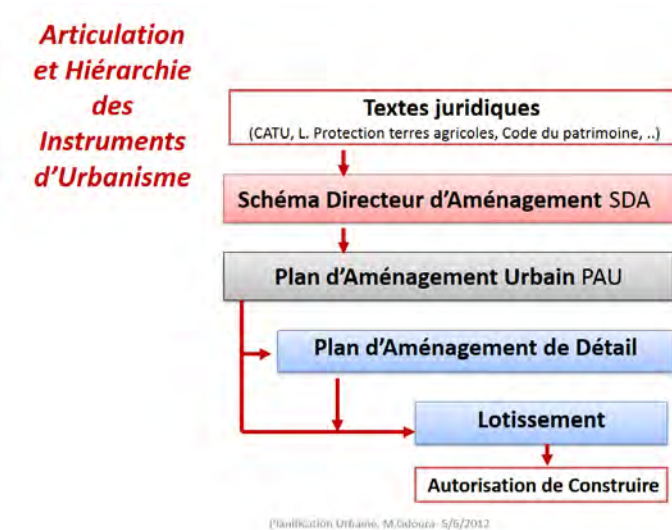 Articulation
et Hiérarchie
des
Instruments
d'Urbanisme
Textes juridiques
(CATU, L. Protection terres agricoles, Code du patrimoine, ..)
Schéma Directeur d'Aménagement SDA
Plan d'Aménagement Urbain PAU
Plan d'Aménagement de Détail
Lotissement
Autorisation de Construire
Planification Urbaine, M.Gdoura- 5/6/2012